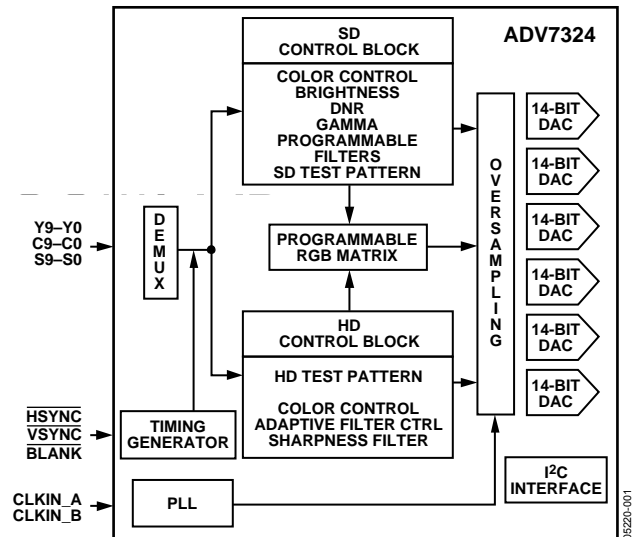 ADV7324
SD
CONTROL BLOCK
COLOR CONTROL
BRIGHTNESS
DNR
GAMMA
PROGRAMMABLE
FILTERS
SD TEST PATTERN
Y9–Y0
C9–C0
S9–S0
DEMUX
PROGRAMMABLE
RGB MATRIX
HD
CONTROL BLOCK
HD TEST PATTERN
COLOR CONTROL
ADAPTIVE FILTER CTRL
SHARPNESS FILTER
OVERSAMPLING
14-BIT
DAC
14-BIT
DAC
14-BIT
DAC
14-BIT
DAC
14-BIT
DAC
14-BIT
DAC
HSYNC
VSYNC
BLANK
TIMING
GENERATOR
CLKIN_A
CLKIN_B
PLL
I2C
INTERFACE
05220-001